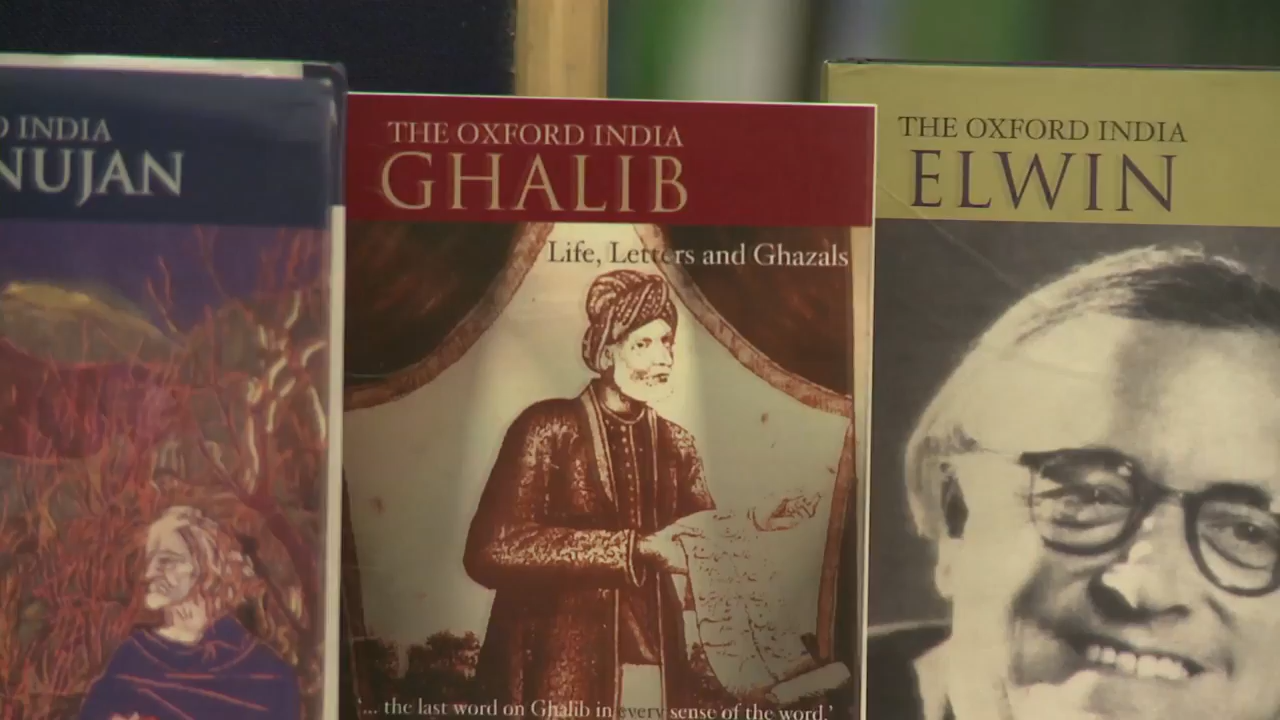 D INDIA
NUJAN
THE OXFORD INDIA
GHALIB
Life, Letters and Ghazals
'... the last word on Ghalib in every sense of the word.'
THE OXFORD INDIA
ELWIN